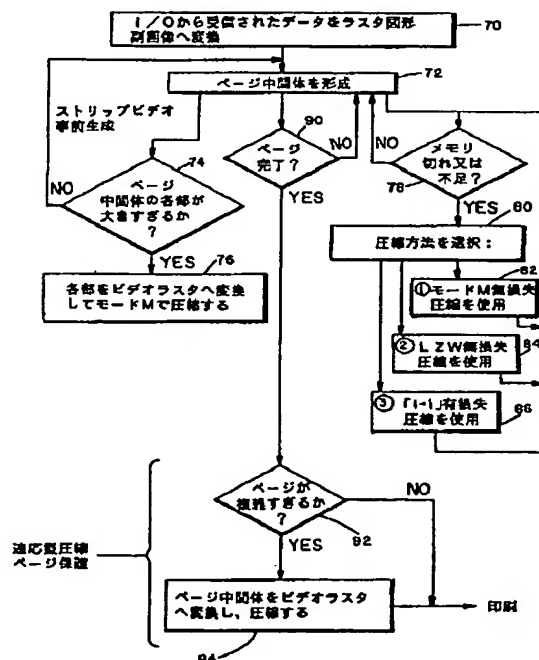 I/Oから受信されたデータをラスタ図形
副画像へ変換
70
72
ページ中間体を形成
ストリップビデオ
事前生成
74
NO
ページ
中間体の各部が
大きすぎるか
?
YES
76
各部をビデオラスタへ変換
してモードMで圧縮する
90
ページ
完了?
NO
YES
メモリ
切れ又は
不足?
78
NO
YES
80
圧縮方法を選択:
82
①モードM無損失
圧縮を使用
②LZW無損失
圧縮を使用
84
有損失
圧縮を使用
③
適応型圧縮
ページ保護
ページが
複雑すぎるか
?
92
NO
YES
ページ中間体をビデオラスタ
へ変換し、圧縮する
94
印刷